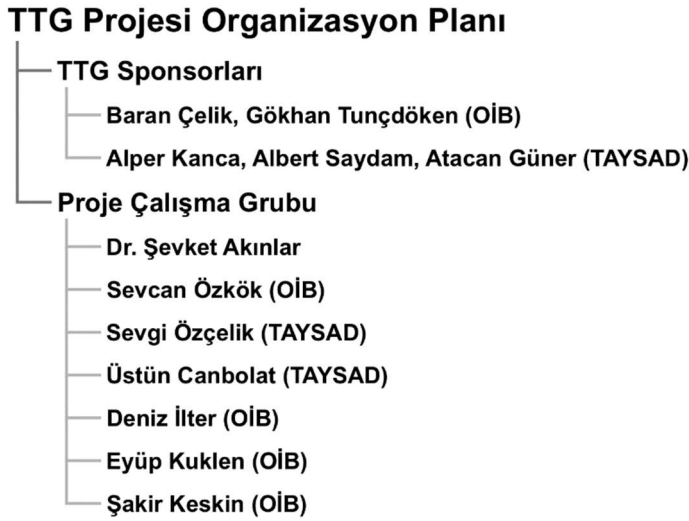 TTG Projesi Organizasyon Planı
TTG Sponsorları
Baran Çelik, Gökhan Tunçdöken (OİB)
Alper Kanca, Albert Saydam, Atacan Güner (TAYSAD)
Proje Çalışma Grubu
Dr. Şevket Akınlar
Sevcan Özkök (OİB)
Sevgi Özçelik (TAYSAD)
Üstün Canbolat (TAYSAD)
Deniz İlter (OİB)
Eyüp Kuklen (OİB)
Şakir Keskin (OİB)